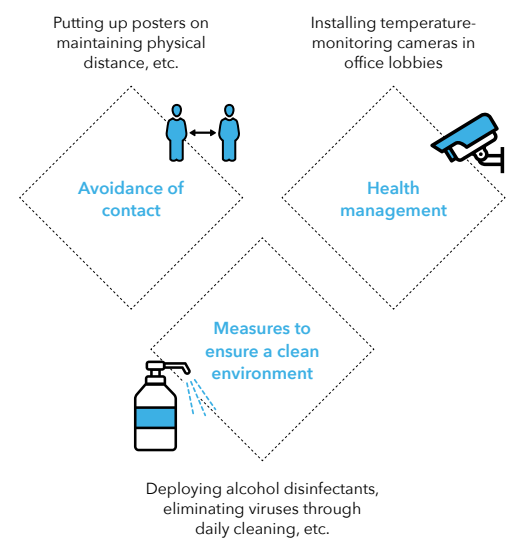 Putting up posters on
maintaining physical
distance, etc.
Installing temperature-
monitoring cameras in
office lobbies
Avoidance of
contact
Health
management
Measures to
ensure a clean
environment
Deploying alcohol disinfectants,
eliminating viruses through
daily cleaning, etc.